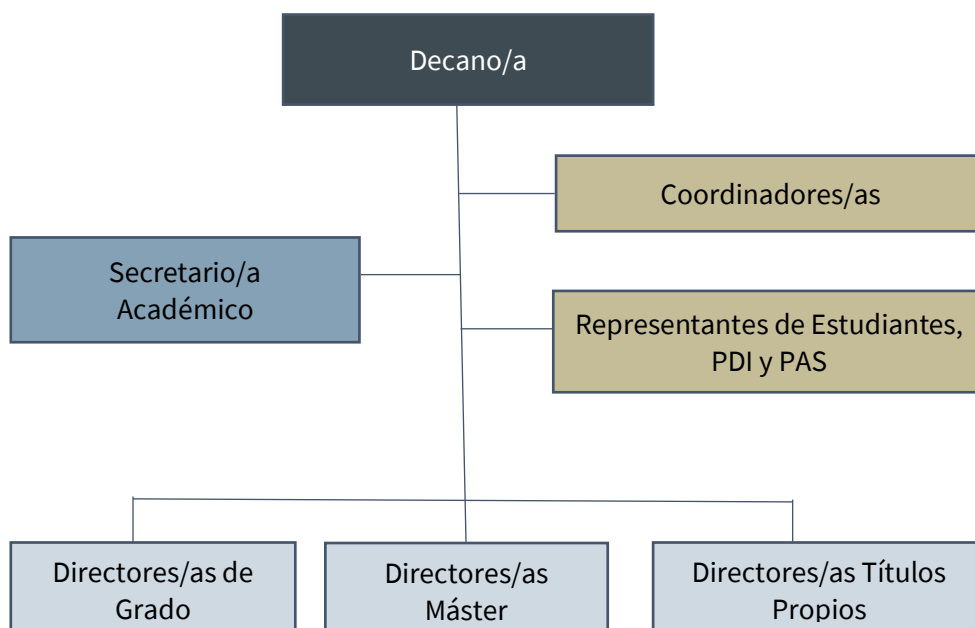 Decano/a
Coordinadores/as
Secretario/a
Académico
Representantes de Estudiantes,
PDI y PAS
Directores/as de
Grado
Directores/as
Máster
Directores/as Títulos
Propios